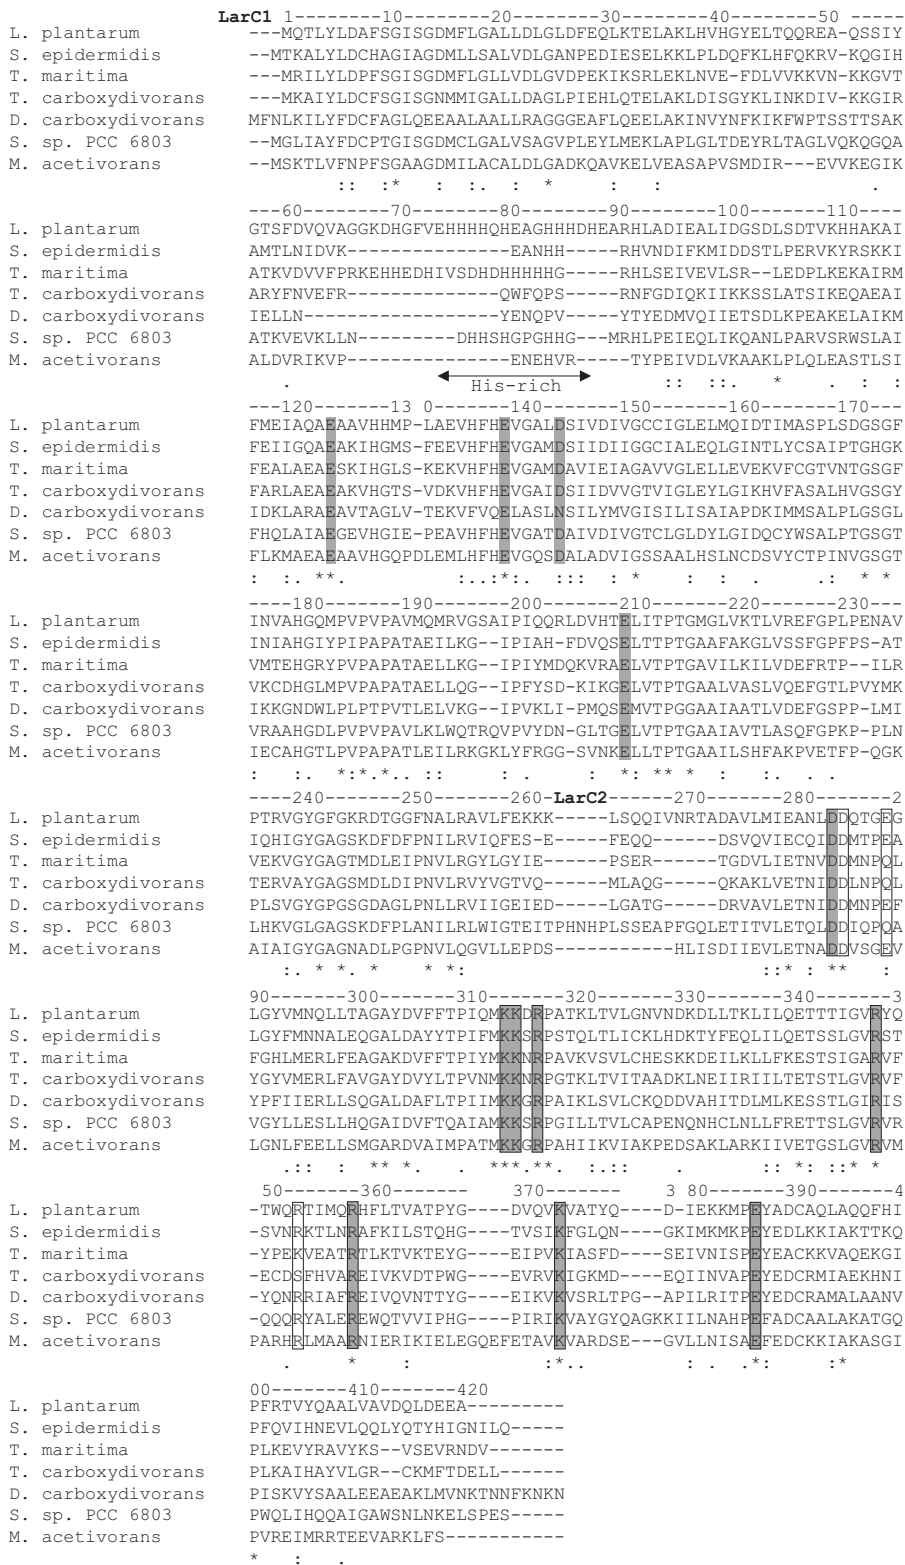 LarC1 1--------10--------20--------30--------40--------50 -----
L. plantarum ---MQTLYLDAFSGISGDMFLGALLDLGLDFEQLKTELAKLHVHGYELTQQREA-QSSIY
S. epidermidis --MTKALYLDCHAGIAGDMLLSALVDLGANPEDIESELKKLPLDQFKLHFQKRV-KQGIH
T. maritima ---MRILYLDPFSGISGDMFLGLLVDLGVDPEKIKSRLEKLNVE-FDLVVKKVN-KKGVT
T. carboxydivorans ---MKAIYLDCFSGISGNMMIGALLDAGLPIEHLQTELAKLDISGYKLINKDIV-KKGIR
D. carboxydivorans MFNLKILYFDCFAGLQEEAALAALLRAGGGEAFLQEELAKINVYNFKIKFWPTSSTTSAK
S. sp. PCC 6803 --MGLIAYFDCPTGISGDMCLGALVSAGVPLEYLMEKLAPLGLTDEYRLTAGLVQKQGQA
M. acetivorans --MSKTLVFNPFSGAAGDMILACALDLGADKQAVKELVEASAPVSMDIR---EVVKEGIK
:: :* : :. : * : : .
---60--------70--------80--------90--------100-------110----
L. plantarum GTSFDVQVAGGKDHGFVEHHHHQHEAGHHHDHEARHLADIEALIDGSDLSDTVKHHAKAI
S. epidermidis AMTLNIDVK---------------EANHH---RHVNDIFKMIDDSTLPERVKYRSKKI
T. maritima ATKVDVVFPRKEHHEDHIVSDHDHHHHHG----RHLSEIVEVLSR--LEDPLKEKAIRM
T. carboxydivorans ARYFNVEFR--------------QWFQPS-----RNFGDIQKIIKKSSLATSIKEQAEAI
D. carboxydivorans IELLN------------------YENQPV-----YTYEDMVQIIETSDLKPEAKELAIKM
S. sp. PCC 6803 ATKVEVKLLN----------DHHSHGPGHHG---MRHLPEIEQLIKQANLPARVSRWSLAI
M. acetivorans ALDVRIKVP---------------ENEHVR----TYPEIVDLVKAAKLPLQLEASTLSI
. :: :. * : :
His-rich
---120-------13 0-------140-------150-------160-------170---
L. plantarum FMEIAQAEAAVHHMP-LAEVHFHEVGALDSIVDIVGCCIGLELMQIDTIMASPLSDGSGF
S. epidermidis FEIIGQAEAKIHGMS-FEEVHFHEVGAMDSIIDIIGGCIALEQLGINTLYCSAIPTGHGK
T. maritima FEALAEAESKIHGLS-KEKVHFHEVGAMDAVIEIAGAVVGLELLEVEKVFCGTVNTGSGF
T. carboxydivorans FARLAEAEAKVHGTS-VDKVHFHEVGAIDSIIDVVGTVIGLEYLGIKHVFASALHVGSGY
D. carboxydivorans IDKLARAEAVTAGLV-TEKVFVQELASLNSILYMVGISILISAIAPDKIMMSALPLGSGL
S. sp. PCC 6803 FHQLAIAEGEVHGIE-PEAVHFHEVGATDAIVDIVGTCLGLDYLGIDQCYWSALPTGSGT
M. acetivorans FLKMAEAEAAVHGQPDLEMLHFHEVGQSDALADVIGSSAALHSLNCDSVYCTPINVGSGT
: :. **. :..:*:. ::: : * : : . .: * *
----180-------190-------200-------210-------220-------230---
L. plantarum INVAHGQMPVPVPAVMQMRVGSAIPIQQRLDVHTELITPTGMGLVKTLVREFGPLPENAV
S. epidermidis INIAHGIYPIPAPATAEILKG--IPIAH-FDVQSELTTPTGAAFAKGLVSSFGPFPS-AT
T. maritima VMTEHGRYPVPAPATAELLKG--IPIYMDQKVRAELVTPTGAVILKILVDEFRTP--ILR
T. carboxydivorans VKCDHGLMPVPAPATAELLQG--IPFYSD-KIKGELVTPTGAALVASLVQEFGTLPVYMK
D. carboxydivorans IKKGNDWLPLPTPVTLELVKG--IPVKLI-PMQSEMVTPGGAAIAATLVDEFGSPP--LMI
S. sp. PCC 6803 VRAAHGDLPVPVPAVLKLWQTRQVPVYDN-GLTGELVTPTGAAIAVTLASQFGPKP-PLN
M. acetivorans IECAHGTLPVPAPATLEILRKGKLYFRGG-SVNKELLTPTGAAILSHFAKPVETFP-QGK
: :. *:*.*.. :: : . : *: ** * : . ..
----240-------250-------260-LarC2------270-------280-------2
L. plantarum PTRVGYGFGKRDTGGFNALRAVLFEKKK-----LSQQIVNRTADAVLMIEANLDDQTGEG
S. epidermidis IQHIGYGAGSKDFDFPNILRVIQFES-E-----FEQQ-----DSVQVIECQIDDMTPEA
T. maritima VEKVGYGAGTMDLEIPNVLRGYLGYIE-----PSER------TGDVLIETNVDDMNPQL
T. carboxydivorans TERVAYGAGSMDLDIPNVLRVYVGTVQ-----MLAQG-----QKAKLVETNIDDLNPQL
D. carboxydivorans PLSVGYGPGSGDAGLPNLLRVIIGEIED-----LGATG-----DRVAVLETNIDDMNPEF
S. sp. PCC 6803 LHKVGLGAGSKDFPLANILRLWIGTEITPHNHPLSSEAPFGQLETITVLETQLDDIQPQA
M. acetivorans AIAIGYGAGNADLPGPNVLQGVLLEPDS-----------HLISDIIEVLETNADDVSGEV
:. * * * *: ::* : ** :
90-------300-------310-------320-------330-------340-------3
L. plantarum LGYVMNQLLTAGAYDVFFTPIQMKKDRPATKLTVLGNVNDKDLLTKLILQETTTIGVRYQ
S. epidermidis LGYFMNNALEQGALDAYYTPIFMKKSRPSTQLTLICKLHDKTYFEQLILQETSSLGVRST
T. maritima FGHLMERLFEAGAKDVFFTPIYMKKNRPAVKVSVLCHESKKDEILKLLFKESTSIGARVF
T. carboxydivorans YGYVMERLFAVGAYDVYLTPVNMKKNRPGTKLTVITAADKLNEIIRIILTETSTLGVRVF
D. carboxydivorans YPFIIERLLSQGALDAFLTPIIMKKGRPAIKLSVLCKQDDVAHITDLMLKESSTLGIRIS
S. sp. PCC 6803 VGYLLESLLHQGAIDVFTQAIAMKKSRPGILLTVLCAPENQNHCLNLLFRETTSLGVRVR
M. acetivorans LGNLFEELLSMGARDVAIMPATMKKGRPAHIIKVIAKPEDSAKLARKIIVETGSLGVRVM
.:: : ** *. . ***.** :.:: . :: *: :* *
50-------360------- 370------- 3 80-------390-------4
L. plantarum -TWQRTIMQRHFLTVATPYG----DVQVKVATYQ----D-IEKKMPEYADCAQLAQQFHI
S. epidermidis -SVNRKTLNRAFKILSTQHG----TVSIKFGLQN----GKIMKMKPEYEDLKKIAKTTKQ
T. maritima -YPEKVEATRTLKTVKTEYG----EIPVKIASFD----SEIVNISPEYEACKKVAQEKGI
T. carboxydivorans -ECDSFHVAREIVKVDTPWG----EVRVKIGKMD----EQIINVAPEYEDCRMIAEKHNI
D. carboxydivorans -YQNRRIAFREIVQVNTTYG----EIKVKVSRLTPG--APILRITPEYEDCRAMALAANV
S. sp. PCC 6803 -QQQRYALEREWQTVVIPHG----PIRIKVAYGYQAGKKIILNAHPEFADCAALAKATGQ
M. acetivorans PARHRLMAARNIERIKIELEGQEFETAVKVARDSE---GVLLNISAEFEDCKKIAKASGI
. * : :*.. : . .*: :*
00-------410-------420
L. plantarum PFRTVYQAALVAVDQLDEEA---------
S. epidermidis PFQVIHNEVLQQLYQTYHIGNILQ-----
T. maritima PLKEVYRAVYKS--VSEVRNDV-------
T. carboxydivorans PLKAIHAYVLGR--CKMFTDELL------
D. carboxydivorans PISKVYSAALEEAEAKLMVNKTNNFKNKN
S. sp. PCC 6803 PWQLIHQQAIGAWSNLNKELSPES-----
M. acetivorans PVREIMRRTEEVARKLFS-----------
* : .